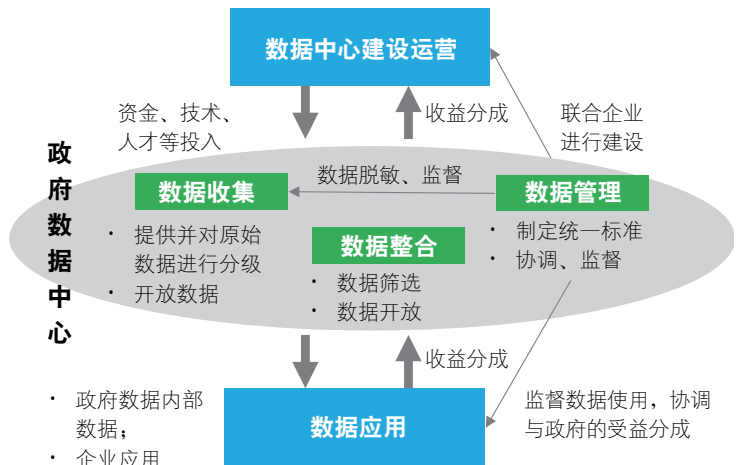 数据中心建设运营
资金、技术、
人才等投入
收益分成
联合企业
进行建设
政府数据中心
数据脱敏、监督
数据收集
数据管理
· 提供并对原始
数据进行分级
· 开放数据
数据整合
· 数据筛选
· 数据开放
· 制定统一标准
· 协调、监督
收益分成
· 政府数据内部
数据；
· 企业应用
数据应用
监督数据使用，协调
与政府的受益分成